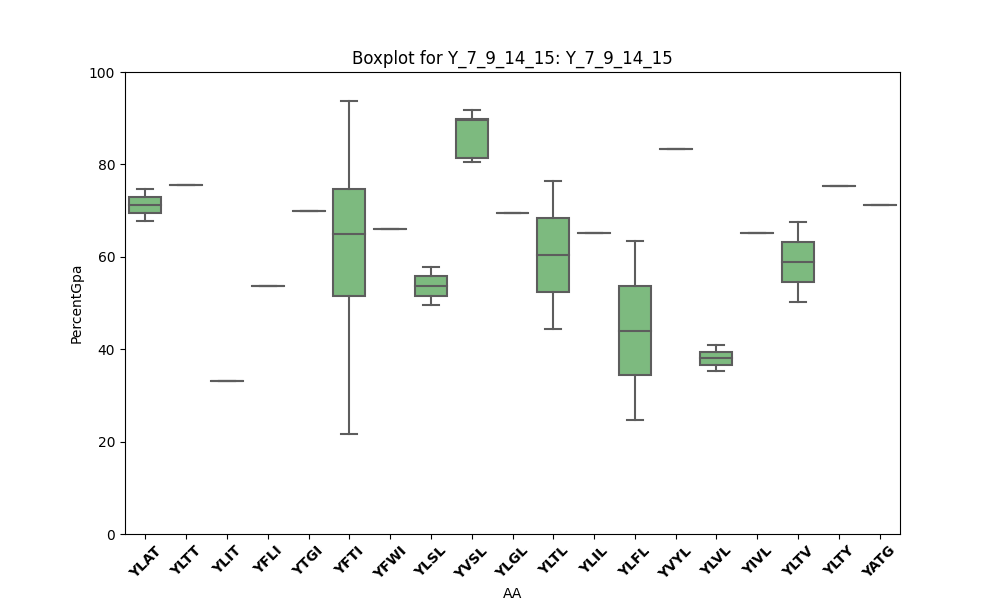 Boxplot for Y_7_9_14_15: Y_7_9_14_15
100
80
60
40
20
0
PercentGpa
YLAT YLTT YLIT YFLI YTGI YFTI YFWI YLSL YVSL YLGL YLTL YLIL YLFL YVYL YLVL YIVL YLTV YLTY YATG
AA